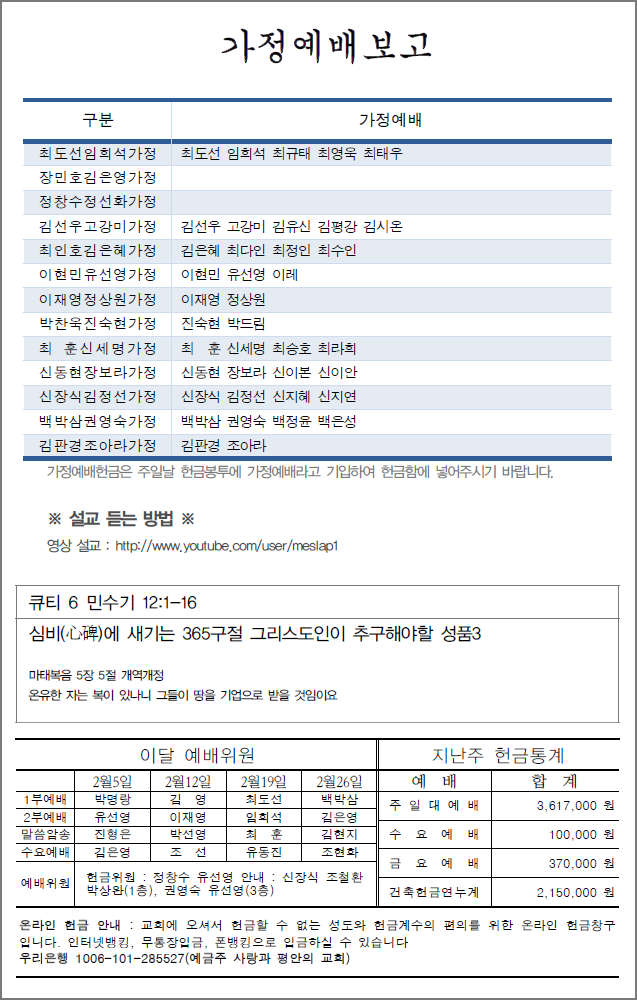 가정예배보고
구분 가정예배
최도선임희석가정 최도선 임희석 최규태 최영욱 최태우
장민호김은영가정
정창수정선화가정
김선우고강미가정 김선우 고강미 김유신 김평강 김시온
최인호김은혜가정 김은혜 최다인 최정인 최수인
이현민유선영가정 이현민 유선영 이레
이재영정상원가정 이재영 정상원
박찬욱진숙현가정 진숙현 박드림
최 훈신세명가정 최 훈 신세명 최승호 최라희
신동현장보라가정 신동현 장보라 신이본 신이안
신장식김정선가정 신장식 김정선 신지혜 신지연
백박삼권영숙가정 백박삼 권영숙 백정윤 백은성
김판경조아라가정 김판경 조아라
가정예배헌금은 주일날 헌금봉투에 가정예배라고 기입하여 헌금함에 넣어주시기 바랍니다.
※ 설교 듣는 방법 ※
영상 설교 : http://www.youtube.com/user/meslap1
큐티 6 민수기 12:1-16
심비(心碑)에 새기는 365구절 그리스도인이 추구해야할 성품3
마태복음 5장 5절 개역개정
온유한 자는 복이 있나니 그들이 땅을 기업으로 받을 것임이요
이달 예배위원
2월5일 2월12일 2월19일 2월26일
1부예배 박명랑 김 영 최도선 백박삼
2부예배 유선영 이재영 임희석 김은영
말씀암송 진형은 박선영 최 훈 김현지
수요예배 김은영 조 선 유동진 조현화
예배위원 헌금위원 : 정창수 유선영 안내 : 신장식 조철환
박상완(1층), 권영숙 유선영(3층)
지난주 헌금통계
예 배 합 계
주 일 대 예 배 3,617,000 원
수 요 예 배 100,000 원
금 요 예 배 370,000 원
건축헌금연누계 2,150,000 원
온라인 헌금 안내 : 교회에 오셔서 헌금할 수 없는 성도와 헌금계수의 편의를 위한 온라인 헌금창구
입니다. 인터넷뱅킹, 무통장입금, 폰뱅킹으로 입금하실 수 있습니다
우리은행 1006-101-285527(예금주 사랑과 평안의 교회)